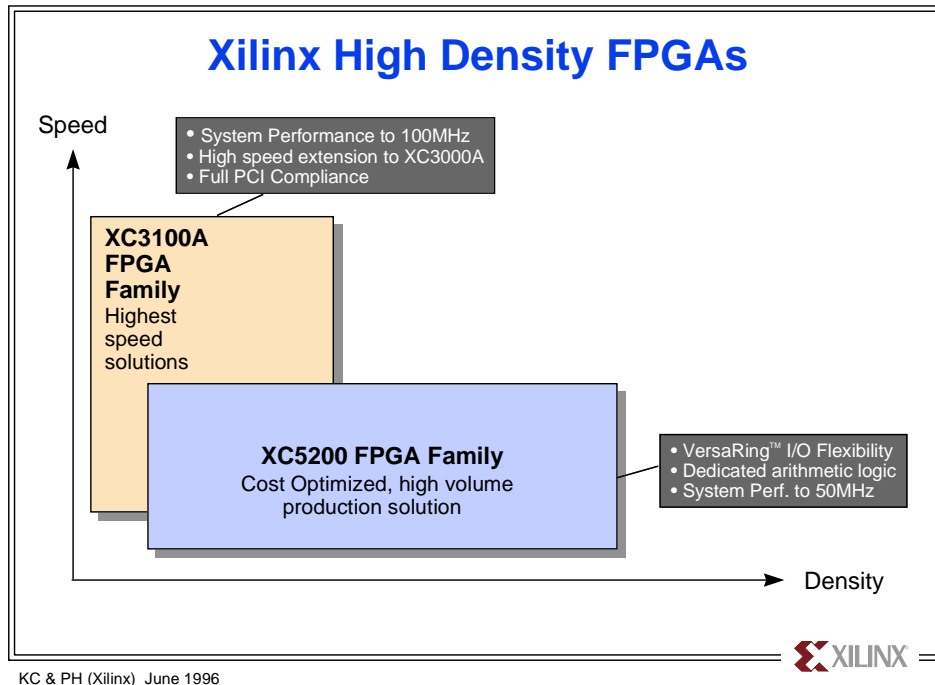 Xilinx High Density FPGAs
Speed
• System Performance to 100MHz
• High speed extension to XC3000A
• Full PCI Compliance
XC3100A
FPGA
Family
Highest
speed
solutions
XC5200 FPGA Family
Cost Optimized, high volume
production solution
• VersaRing™ I/O Flexibility
• Dedicated arithmetic logic
• System Perf. to 50MHz
Density
XILINX
KC & PH (Xilinx) June 1996